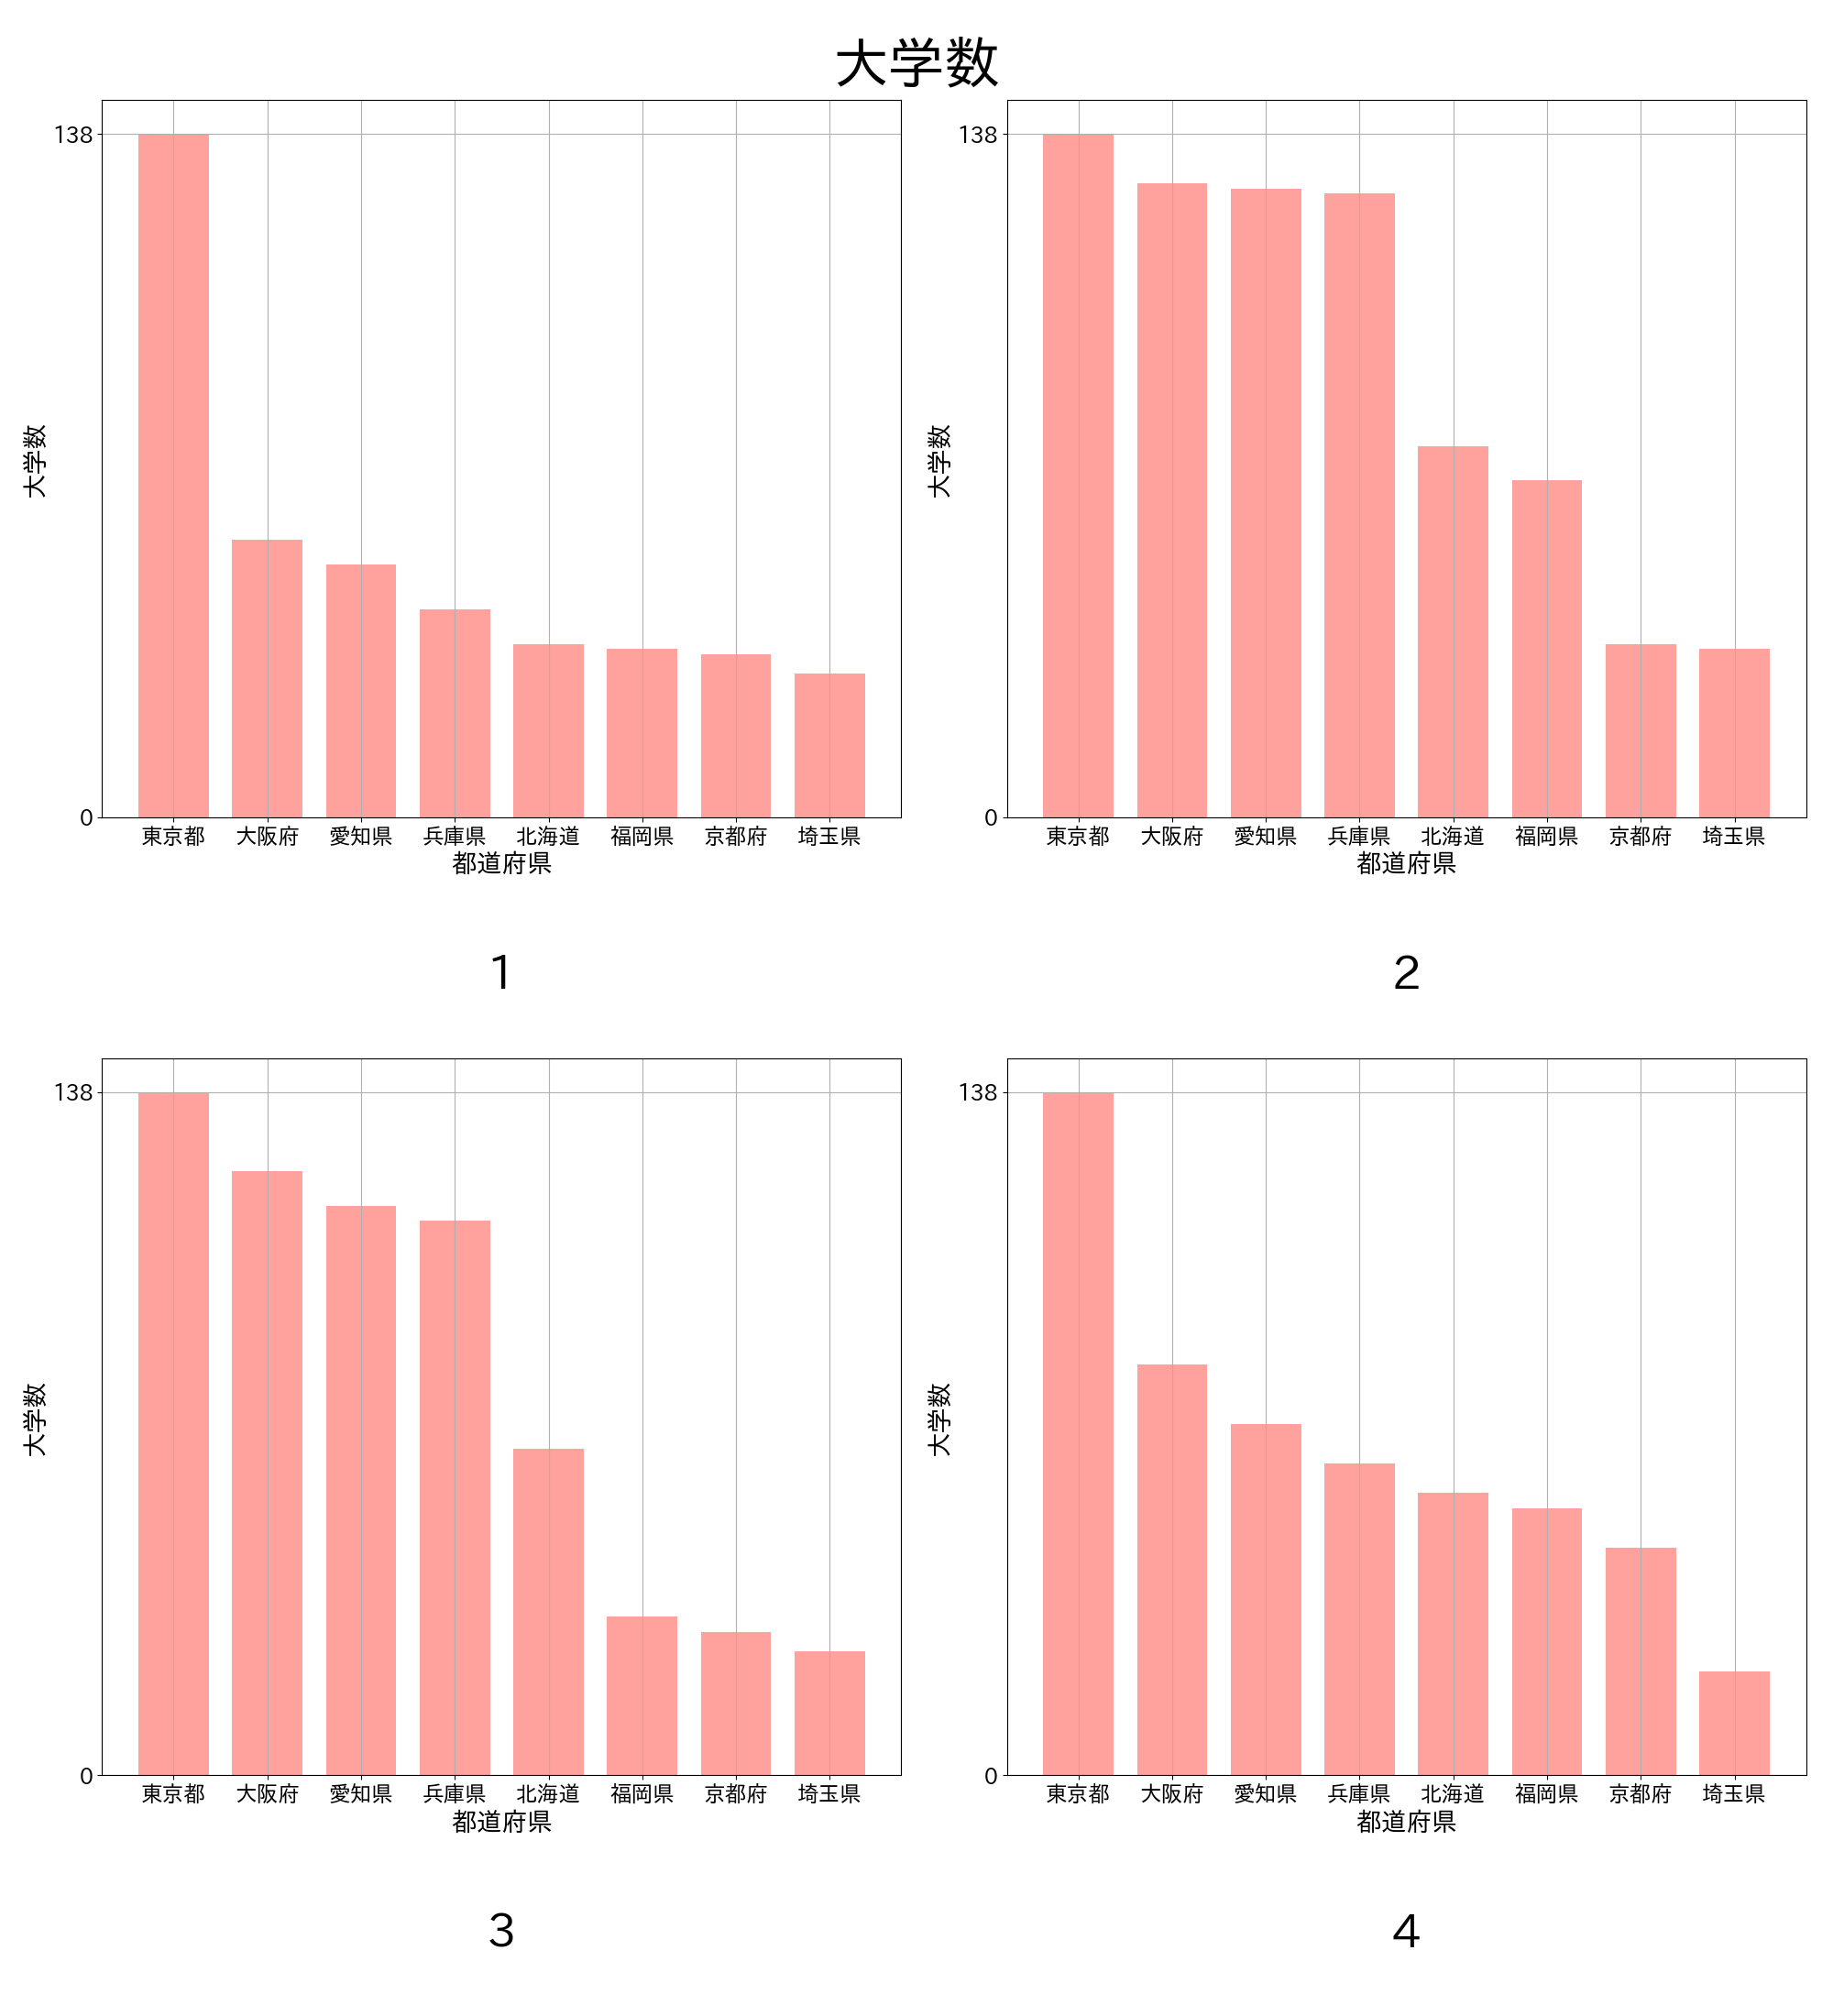 大学数
138
0
大学数
東京都 大阪府 愛知県 兵庫県 北海道 福岡県 京都府 埼玉県
都道府県
1
138
0
大学数
東京都 大阪府 愛知県 兵庫県 北海道 福岡県 京都府 埼玉県
都道府県
2
138
0
大学数
東京都 大阪府 愛知県 兵庫県 北海道 福岡県 京都府 埼玉県
都道府県
3
138
0
大学数
東京都 大阪府 愛知県 兵庫県 北海道 福岡県 京都府 埼玉県
都道府県
4